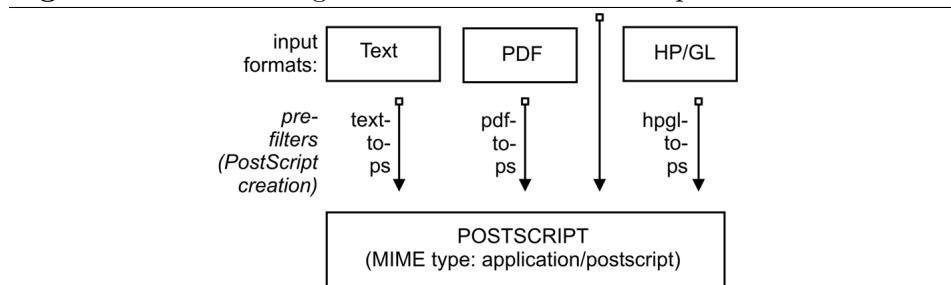 input
formats:
Text
PDF
HP/GL
pre-
filters
(PostScript
creation)
text-
to-
ps
pdf-
to-
ps
hpgl-
to-
ps
POSTSCRIPT
(MIME type: application/postscript)